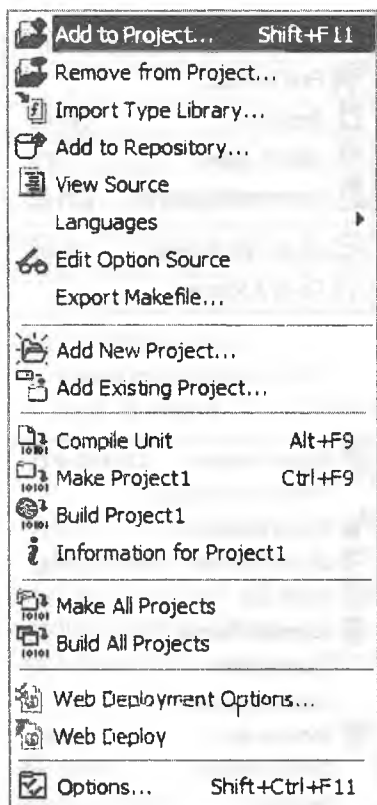 Add to Project... Shift+F11
Remove from Project...
Import Type Library...
Add to Repository...
View Source
Languages
Edit Option Source
Export Makefile...
Add New Project...
Add Existing Project...
Compile Unit Alt+F9
Make Project1 Ctrl+F9
Build Project1
Information for Project1
Make All Projects
Build All Projects
Web Deployment Options...
Web Deploy
Options... Shift+Ctrl+F11